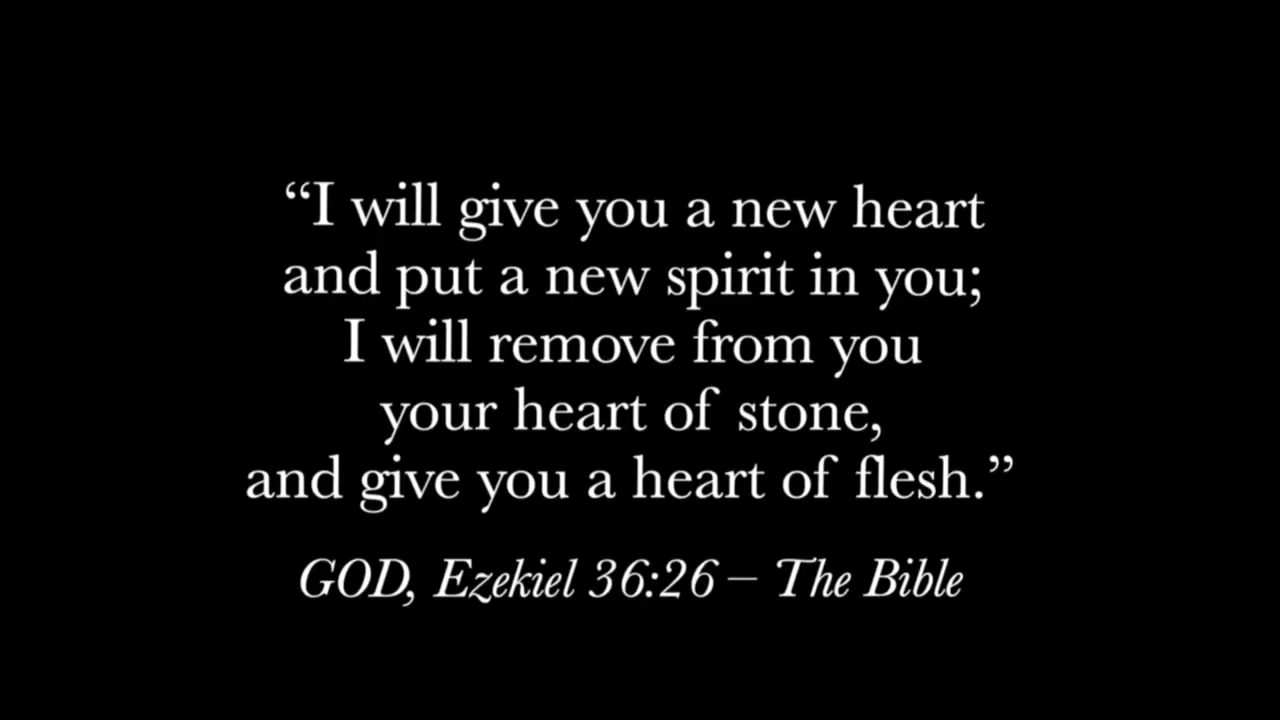 “I will give you a new heart
and put a new spirit in you;
I will remove from you
your heart of stone,
and give you a heart of flesh.”
GOD, Ezekiel 36:26 – The Bible